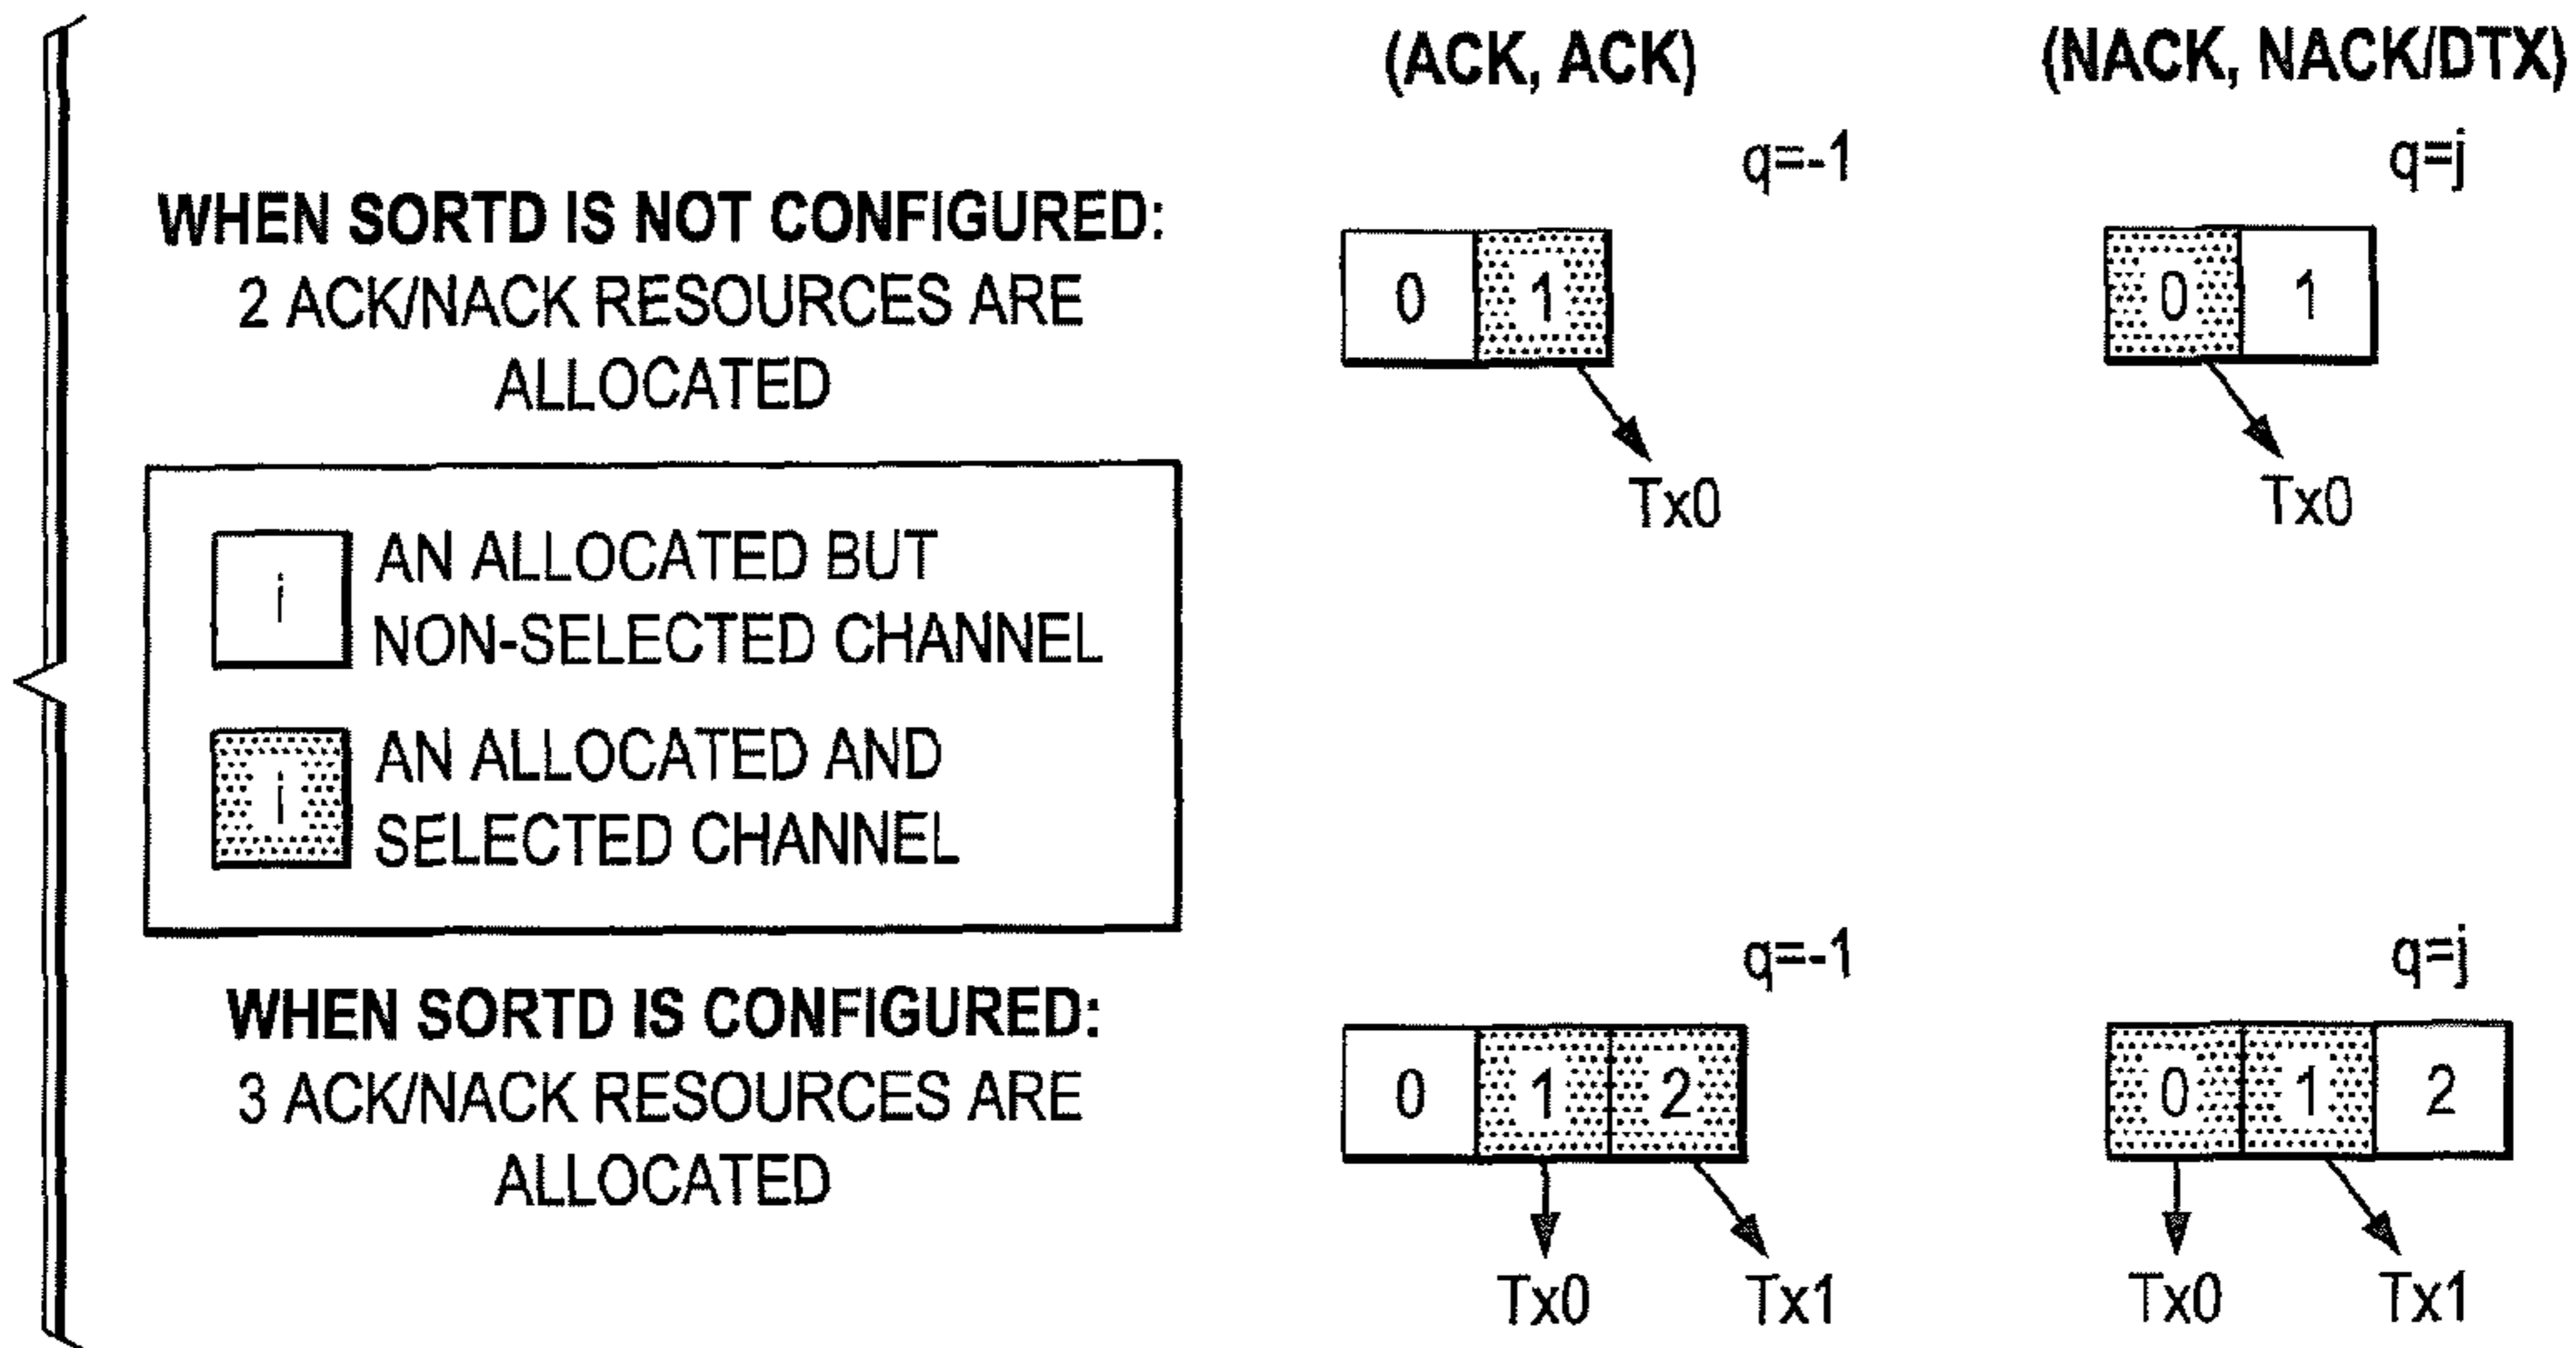 (ACK, ACK)
(NACK, NACK/DTX)
WHEN SORTD IS NOT CONFIGURED:
2 ACK/NACK RESOURCES ARE
ALLOCATED
q=-1
0 1
Tx0
q=j
0 1
Tx0
i AN ALLOCATED BUT
NON-SELECTED CHANNEL
i AN ALLOCATED AND
SELECTED CHANNEL
WHEN SORTD IS CONFIGURED:
3 ACK/NACK RESOURCES ARE
ALLOCATED
q=-1
0 1 2
Tx0 Tx1
q=j
0 1 2
Tx0 Tx1